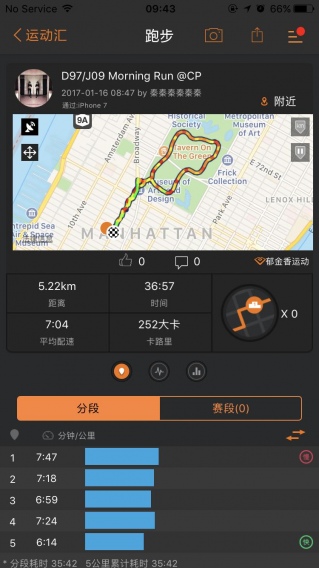 No Service 09:43 66%
运动汇 跑步
D97/J09 Morning Run @CP
2017-01-16 08:47 by 秦秦秦秦秦秦
通过:iPhone 7
附近
9A
Historical
Society
Metropolitan
Museum of Art
Amsterdam Ave
Broadway
Tavern On
The Green
E 72nd St
Frick
Collection
Museum of
Art and
Design
10th Ave
Park Ave
LENOX HILL
Intrepid Sea
Air & Space
Museum
MANHATTAN
0 0 郁金香运动
5.22km 36:57
距离 时间
X 0
7:04 252大卡
平均配速 卡路里
分段 赛段(0)
分钟/公里
1 7:47 慢
2 7:18
3 6:59
4 7:24
5 6:14 快
* 分段耗时 35:42 5公里累计耗时 35:42